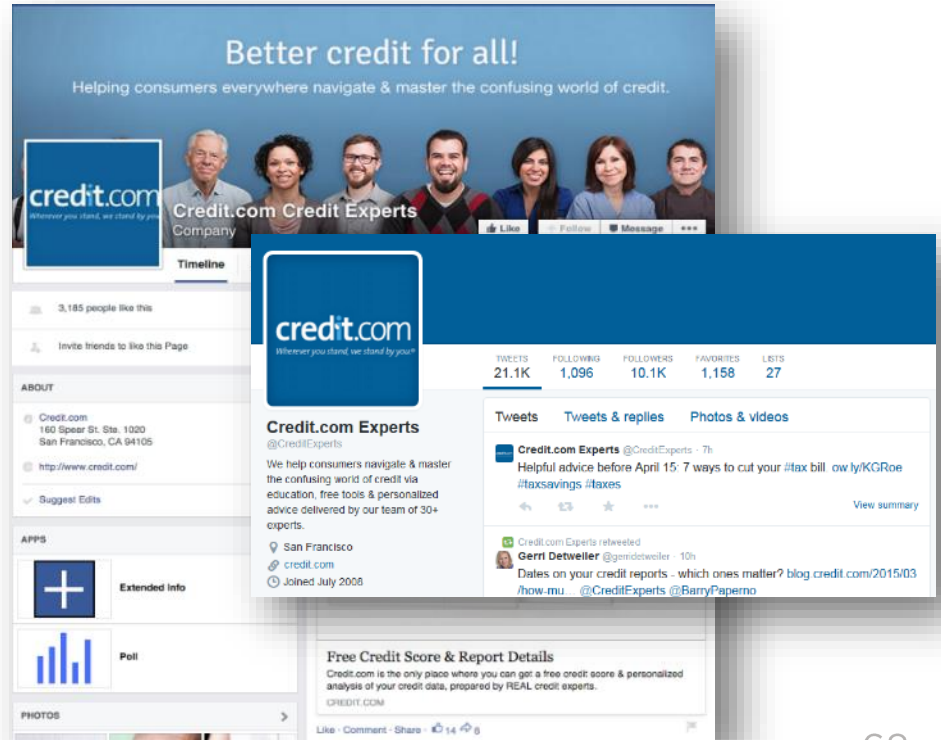 Better credit for all!
Helping consumers everywhere navigate & master the confusing world of credit.
credit.com
Wherever you stand, we stand by you
Credit.com Credit Experts
Company
Like
Follow
Message
Timeline
3,185 people like this
Invite friends to like this Page
ABOUT
Credit.com
160 Spear St. Ste. 1020
San Francisco, CA 94105
http://www.credit.com/
Suggest Edits
APPS
Extended Info
Poll
PHOTOS
credit.com
Wherever you stand, we stand by you.®
TWEETS FOLLOWING FOLLOWERS FAVORITES LISTS
21.1K 1,096 10.1K 1,158 27
Credit.com Experts
@CreditExperts
We help consumers navigate & master
the confusing world of credit via
education, free tools & personalized
advice delivered by our team of 30+
experts.
San Francisco
credit.com
Joined July 2008
Tweets Tweets & replies Photos & videos
Credit.com Experts @CreditExperts · 7h
Helpful advice before April 15: 7 ways to cut your #tax bill. ow.ly/KGRoe
#taxsavings #taxes
View summary
Credit.com Experts retweeted
Gerri Detweiler @gerridetweiler · 10h
Dates on your credit reports - which ones matter? blog.credit.com/2015/03
/how-mu... @CreditExperts @BarryPaperno
Free Credit Score & Report Details
Credit.com is the only place where you can get a free credit score & personalized
analysis of your credit data, prepared by REAL credit experts.
CREDIT.COM
Like · Comment · Share · 14 8